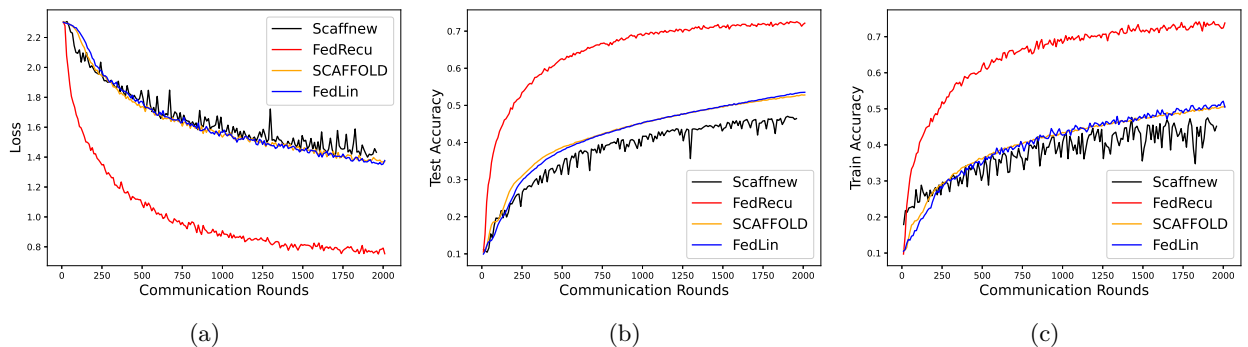 Loss
2.2
2.0
1.8
1.6
1.4
1.2
1.0
0.8
0 250 500 750 1000 1250 1500 1750 2000
Communication Rounds
Scaffnew
FedRecu
SCAFFOLD
FedLin
(a)
Test Accuracy
0.7
0.6
0.5
0.4
0.3
0.2
0.1
0 250 500 750 1000 1250 1500 1750 2000
Communication Rounds
Scaffnew
FedRecu
SCAFFOLD
FedLin
(b)
Train Accuracy
0.7
0.6
0.5
0.4
0.3
0.2
0.1
0 250 500 750 1000 1250 1500 1750 2000
Communication Rounds
Scaffnew
FedRecu
SCAFFOLD
FedLin
(c)